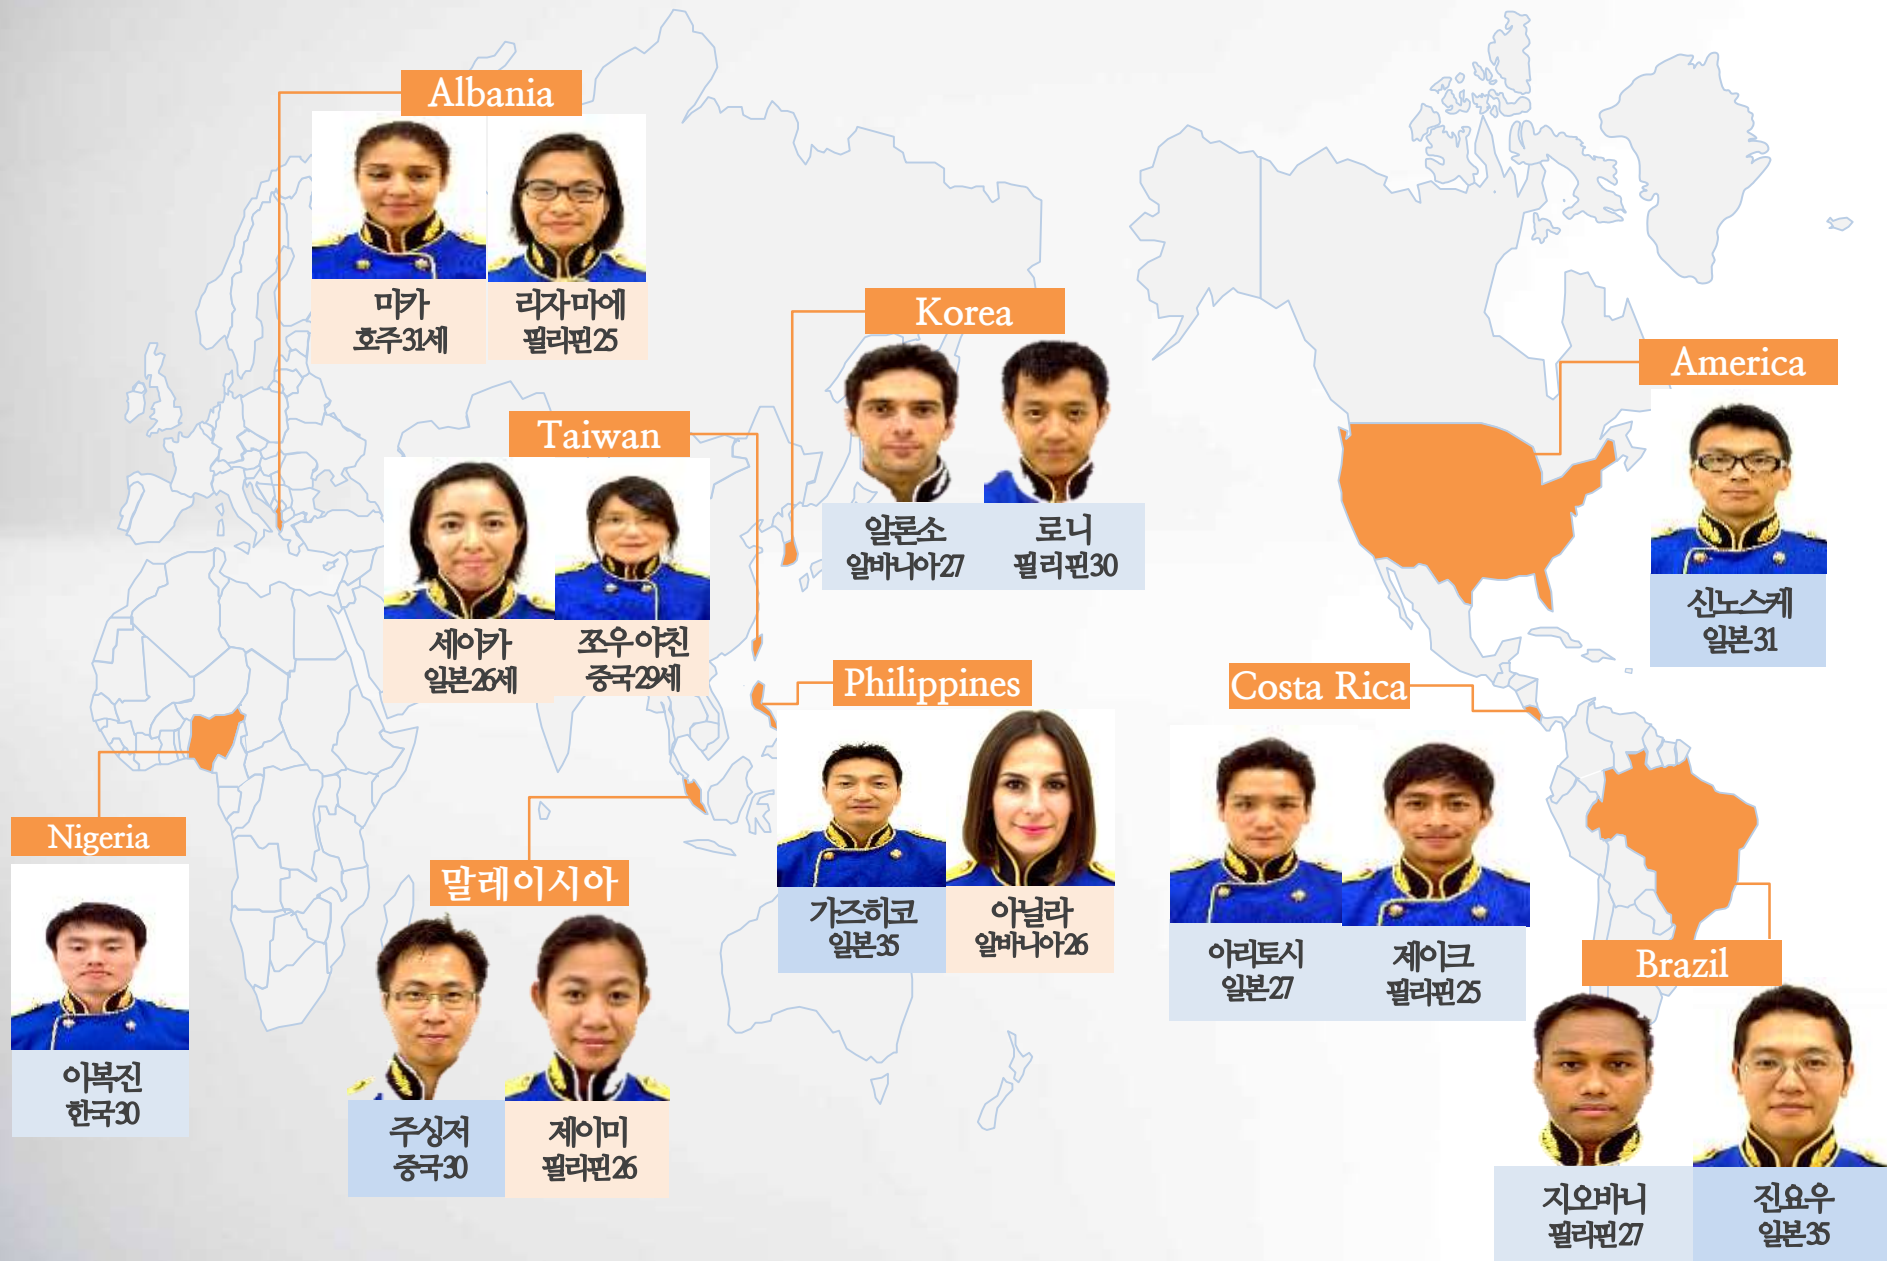 Albania
미카
호주31세
리자 마에
필리핀25
Korea
알론소
알바니아27
로니
필리핀30
America
신노스케
일본31
Taiwan
세이카
일본26세
쪼우 야친
중국29세
Philippines
가즈히코
일본35
아닐라
알바니아26
Costa Rica
아리토시
일본27
제이크
필리핀25
Nigeria
이복진
한국30
말레이시아
주싱저
중국30
제이미
필리핀26
Brazil
지오바니
필리핀27
진요우
일본35